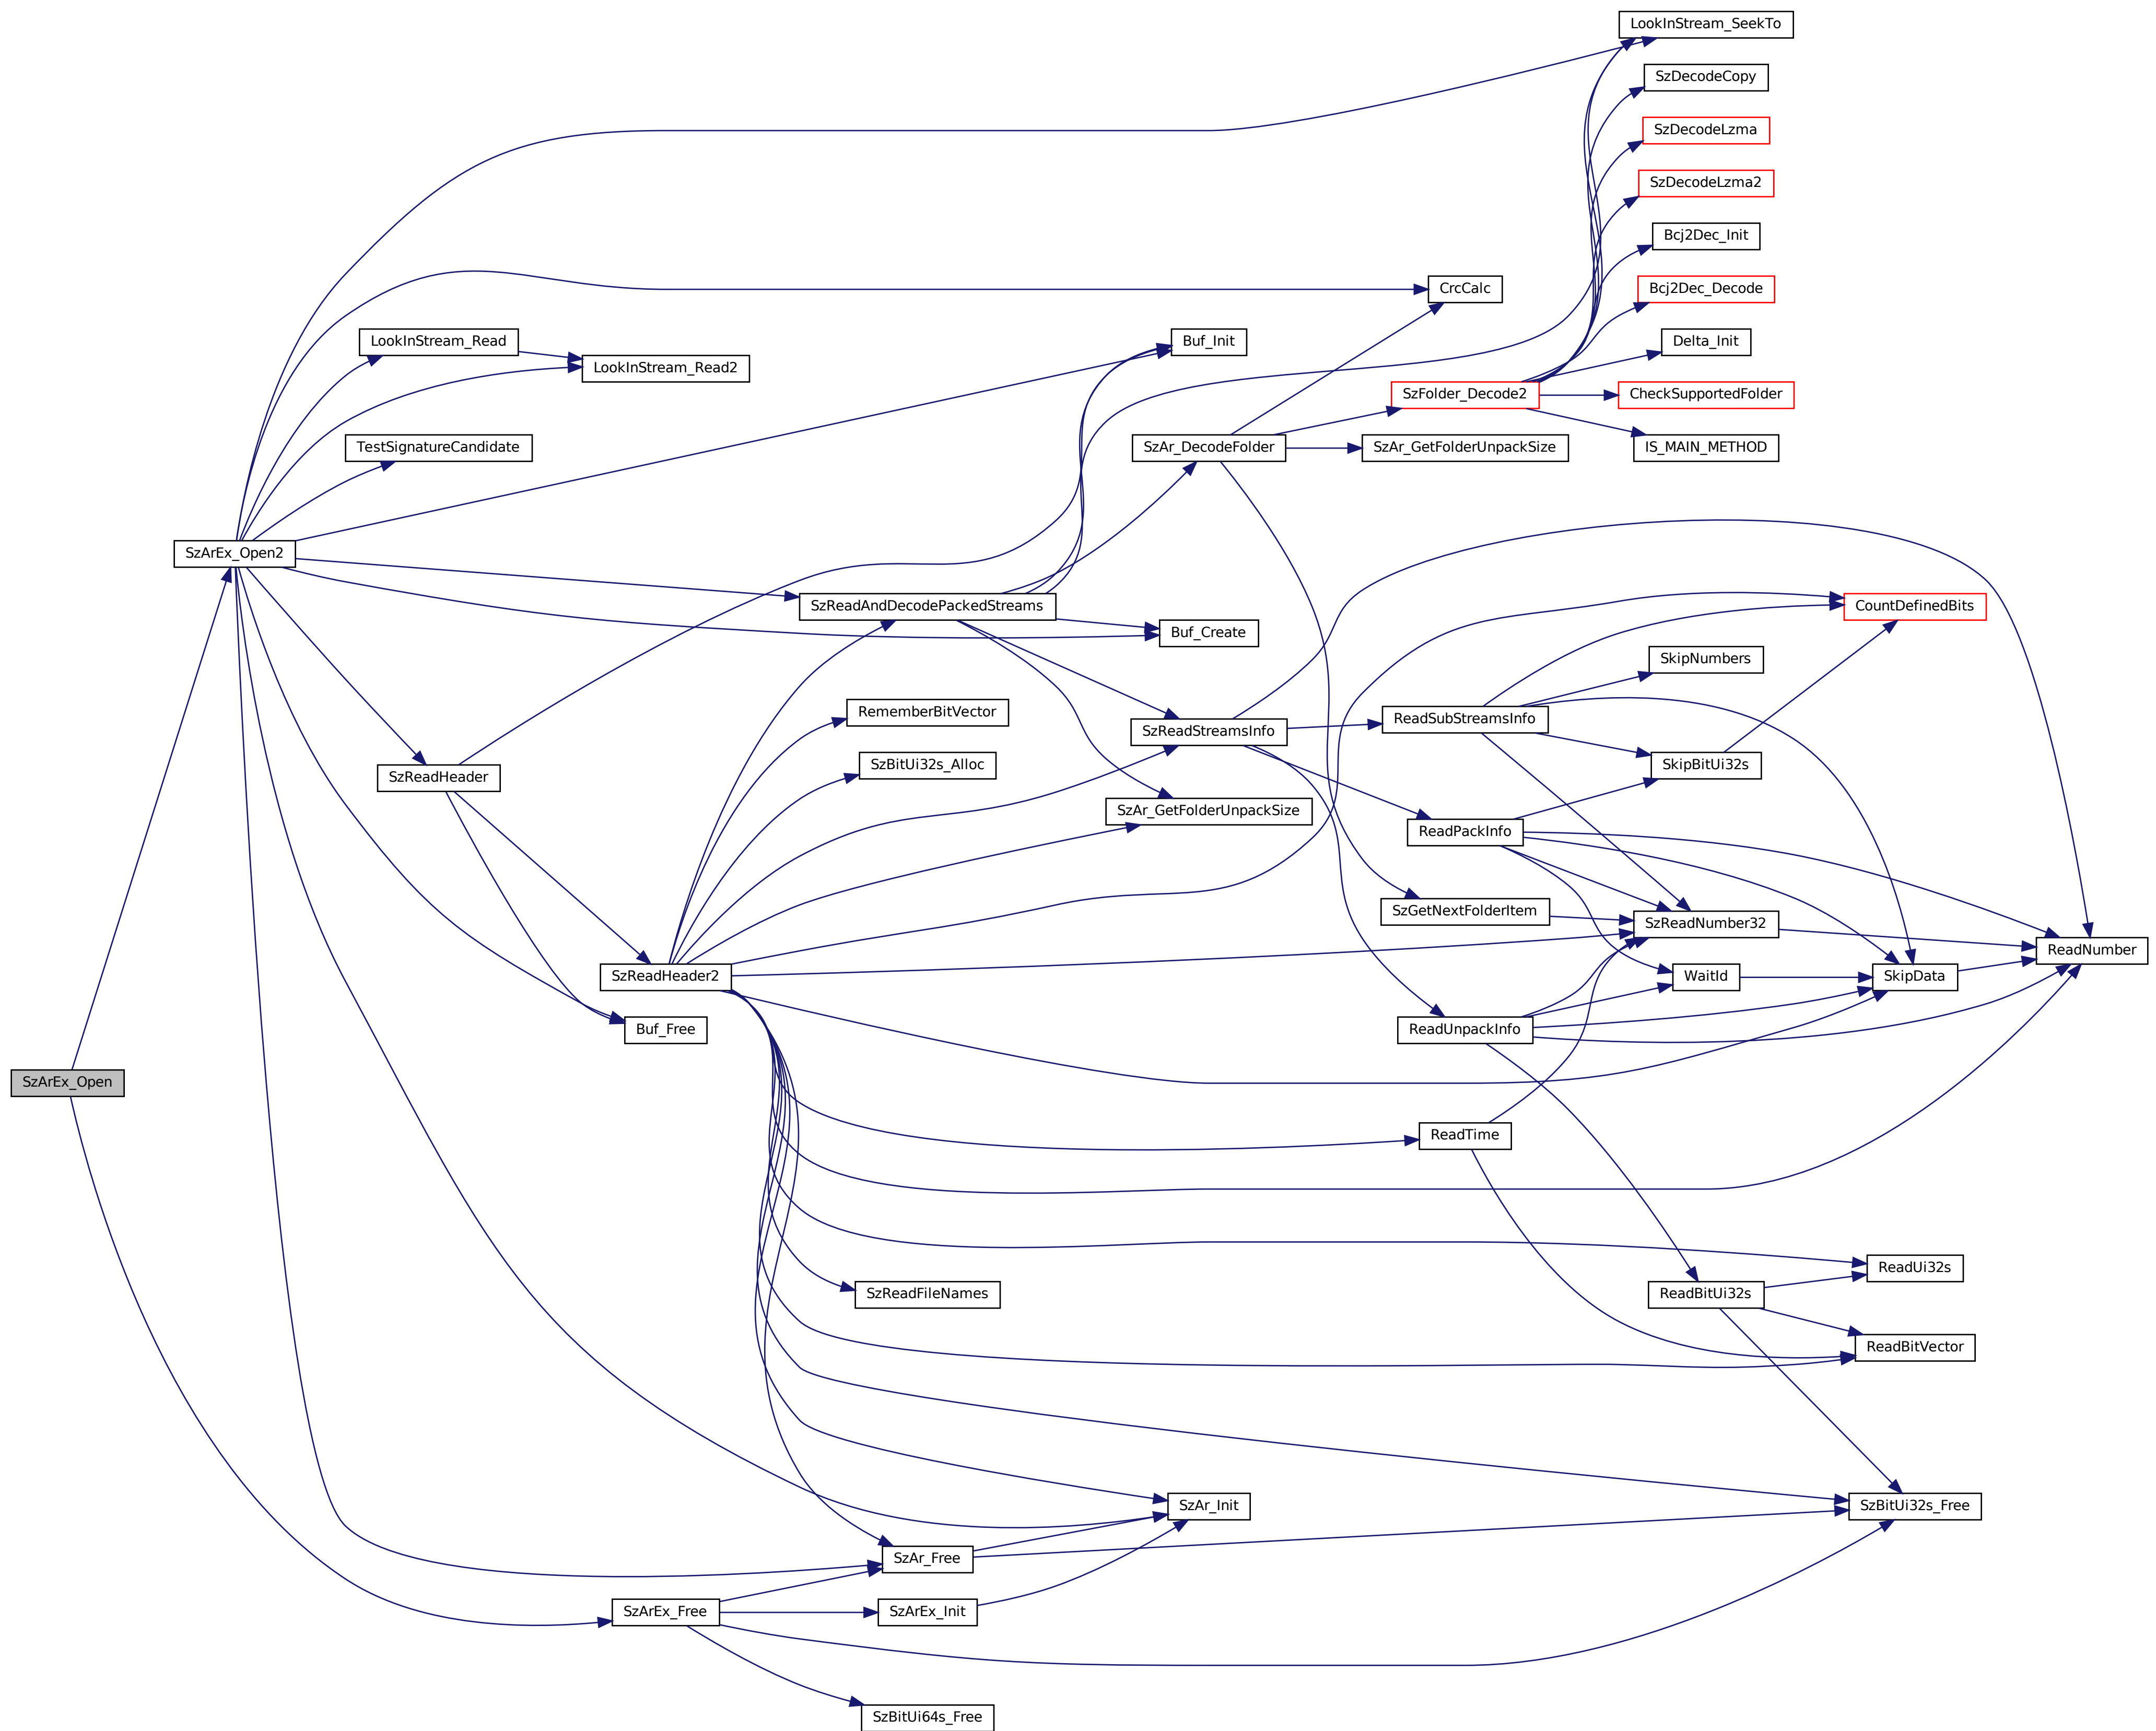 LookInStream_SeekTo
SzDecodeCopy
SzDecodeLzma
SzDecodeLzma2
Bcj2Dec_Init
Bcj2Dec_Decode
CrcCalc
LookInStream_Read
Buf_Init
Delta_Init
LookInStream_Read2
SzFolder_Decode2
CheckSupportedFolder
TestSignatureCandidate
SzAr_DecodeFolder
SzAr_GetFolderUnpackSize
IS_MAIN_METHOD
SzArEx_Open2
SzReadAndDecodePackedStreams
CountDefinedBits
Buf_Create
SkipNumbers
RememberBitVector
ReadSubStreamsInfo
SzReadStreamsInfo
SzBitUi32s_Alloc
SkipBitUi32s
SzReadHeader
SzAr_GetFolderUnpackSize
ReadPackInfo
SzGetNextFolderItem
SzReadNumber32
ReadNumber
SzReadHeader2
WaitId
SkipData
Buf_Free
ReadUnpackInfo
SzArEx_Open
ReadTime
ReadUi32s
SzReadFileNames
ReadBitUi32s
ReadBitVector
SzAr_Init
SzBitUi32s_Free
SzAr_Free
SzArEx_Free
SzArEx_Init
SzBitUi64s_Free